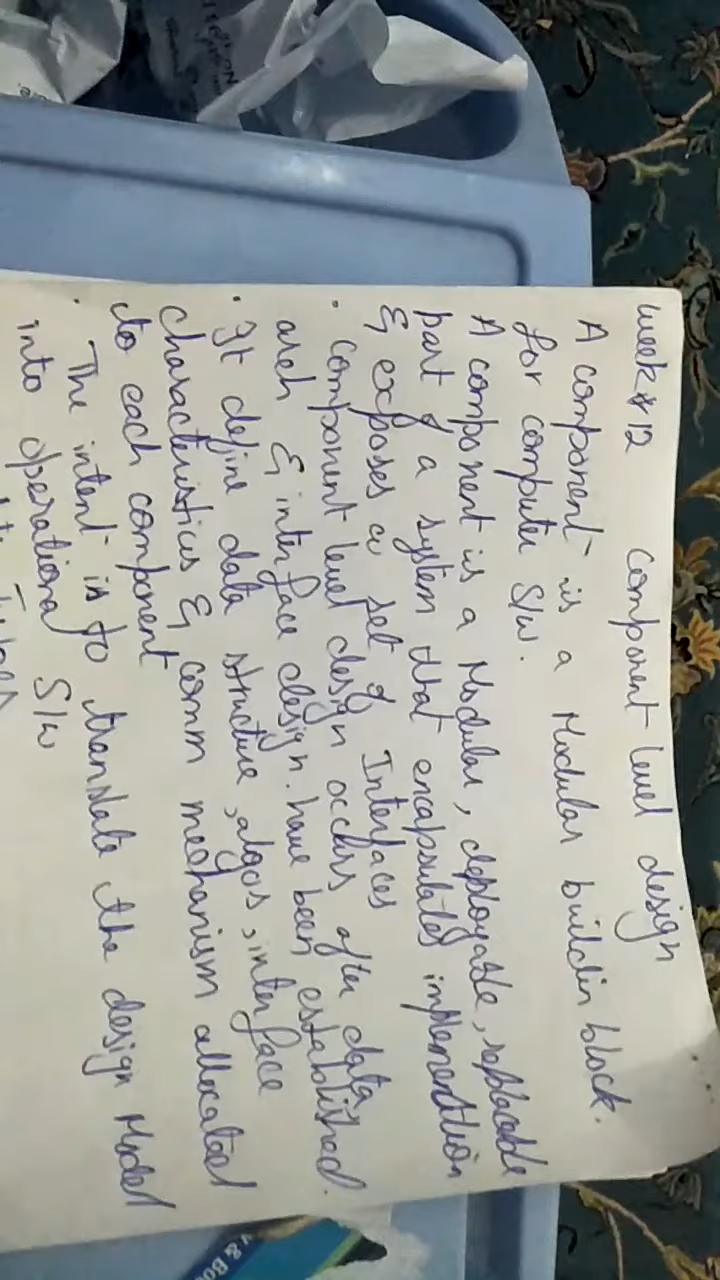 week # 12 Component level design
A component is a Modular buildin block.
for computer S/w.
A component is a Modular, deployable, replacable
part of a system that encapsulates implementition
& exposes a set of Interfaces
• component level design occurs after data,
arch & interface design. have been established.
• It define data structure, algos, interface
characteristics & comm mechanism allocated
to each component
• The intent is to translate the design Model
into operational S/w